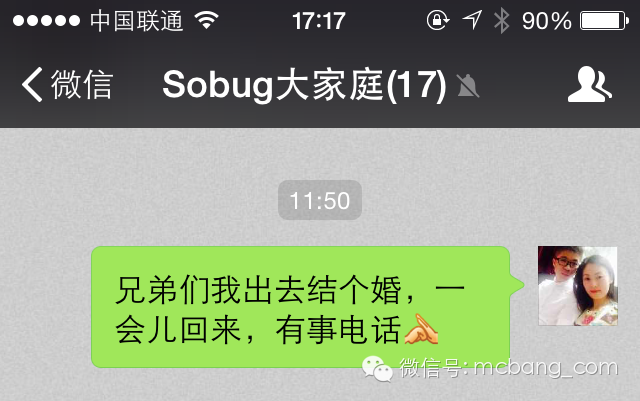 中国联通 17:17 90%
微信 Sobug大家庭(17)
11:50
兄弟们我出去结个婚，一
会儿回来，有事电话
微信号: mcbang_com